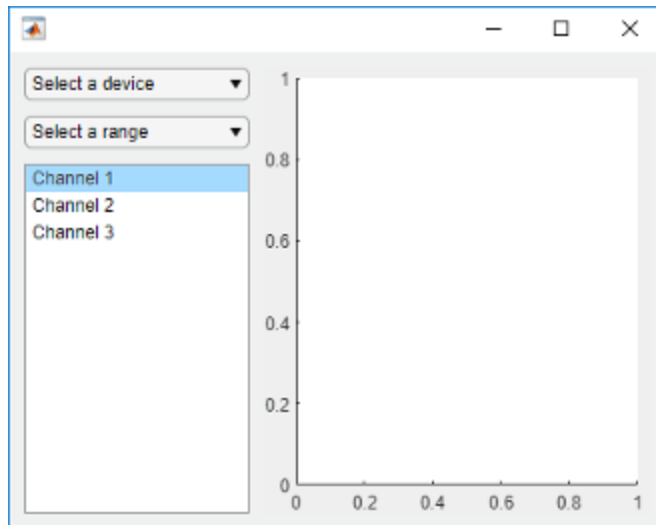 Select a device
Select a range
Channel 1
Channel 2
Channel 3
1
0.8
0.6
0.4
0.2
0
0 0.2 0.4 0.6 0.8 1